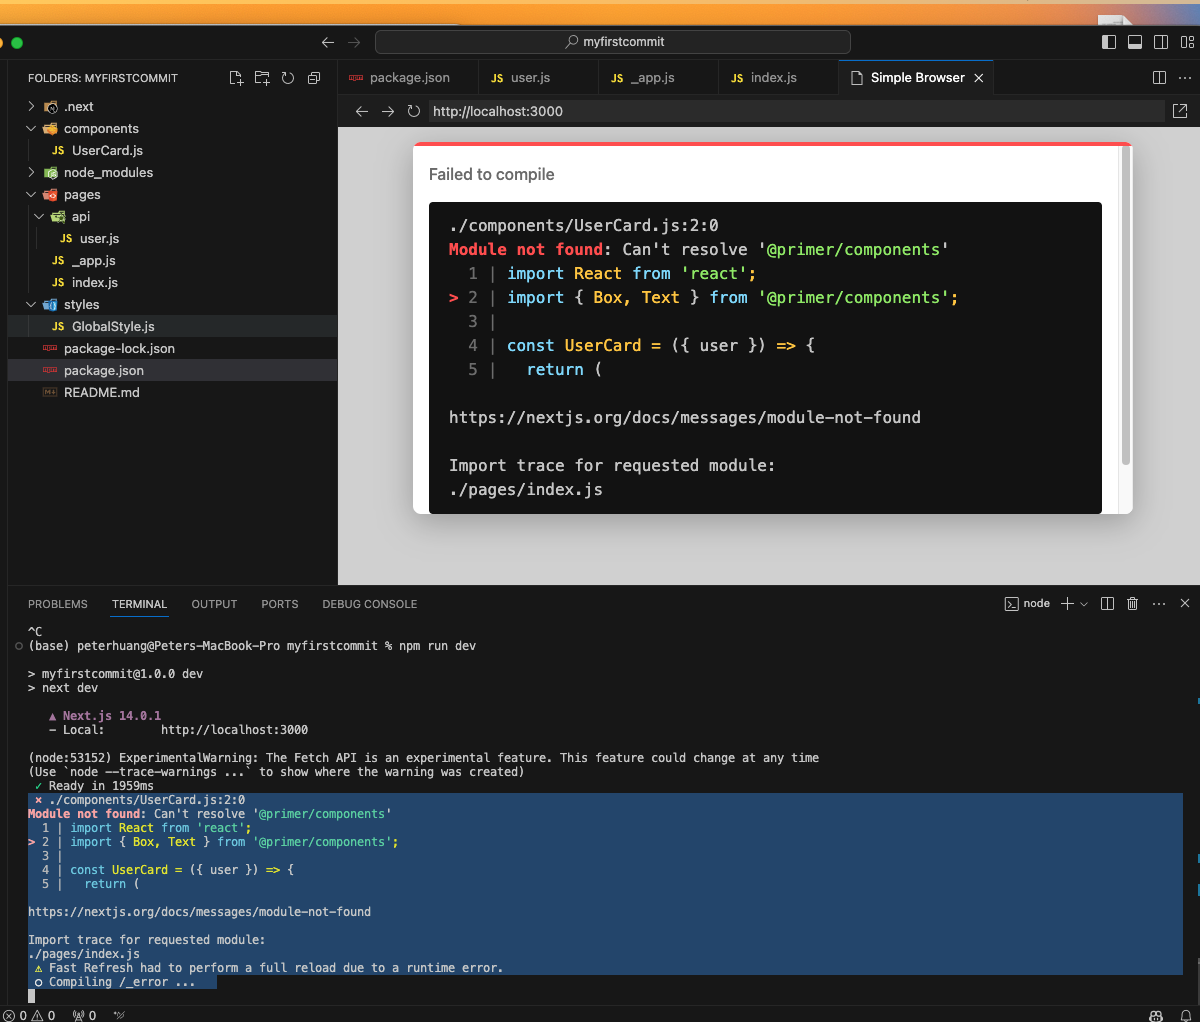 myfirstcommit
FOLDERS: MYFIRSTCOMMIT
.next
components
JS UserCard.js
node_modules
pages
api
JS user.js
JS _app.js
JS index.js
styles
JS GlobalStyle.js
package-lock.json
package.json
README.md
package.json
JS user.js
JS _app.js
JS index.js
Simple Browser
http://localhost:3000
Failed to compile
./components/UserCard.js:2:0
Module not found: Can't resolve '@primer/components'
1 | import React from 'react';
> 2 | import { Box, Text } from '@primer/components';
3 |
4 | const UserCard = ({ user }) => {
5 | return (
https://nextjs.org/docs/messages/module-not-found
Import trace for requested module:
./pages/index.js
PROBLEMS TERMINAL OUTPUT PORTS DEBUG CONSOLE
node
^C
(base) peterhuang@Peters-MacBook-Pro myfirstcommit % npm run dev
> myfirstcommit@1.0.0 dev
> next dev
▲ Next.js 14.0.1
- Local: http://localhost:3000
(node:53152) ExperimentalWarning: The Fetch API is an experimental feature. This feature could change at any time
(Use `node --trace-warnings ...` to show where the warning was created)
✓ Ready in 1959ms
⨯ ./components/UserCard.js:2:0
Module not found: Can't resolve '@primer/components'
1 | import React from 'react';
> 2 | import { Box, Text } from '@primer/components';
3 |
4 | const UserCard = ({ user }) => {
5 | return (
https://nextjs.org/docs/messages/module-not-found
Import trace for requested module:
./pages/index.js
⚠ Fast Refresh had to perform a full reload due to a runtime error.
○ Compiling /_error ...
0 0 0